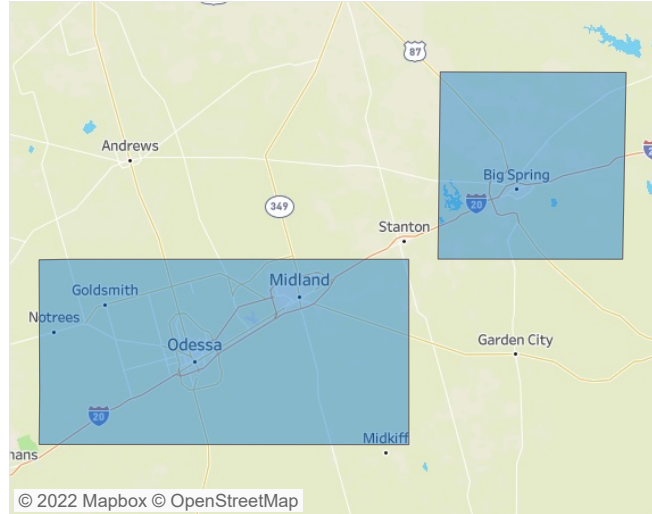 87
Andrews
Big Spring
20
349
Stanton
Midland
Goldsmith
Notrees
Odessa
Garden City
20
Midkiff
© 2022 Mapbox © OpenStreetMap